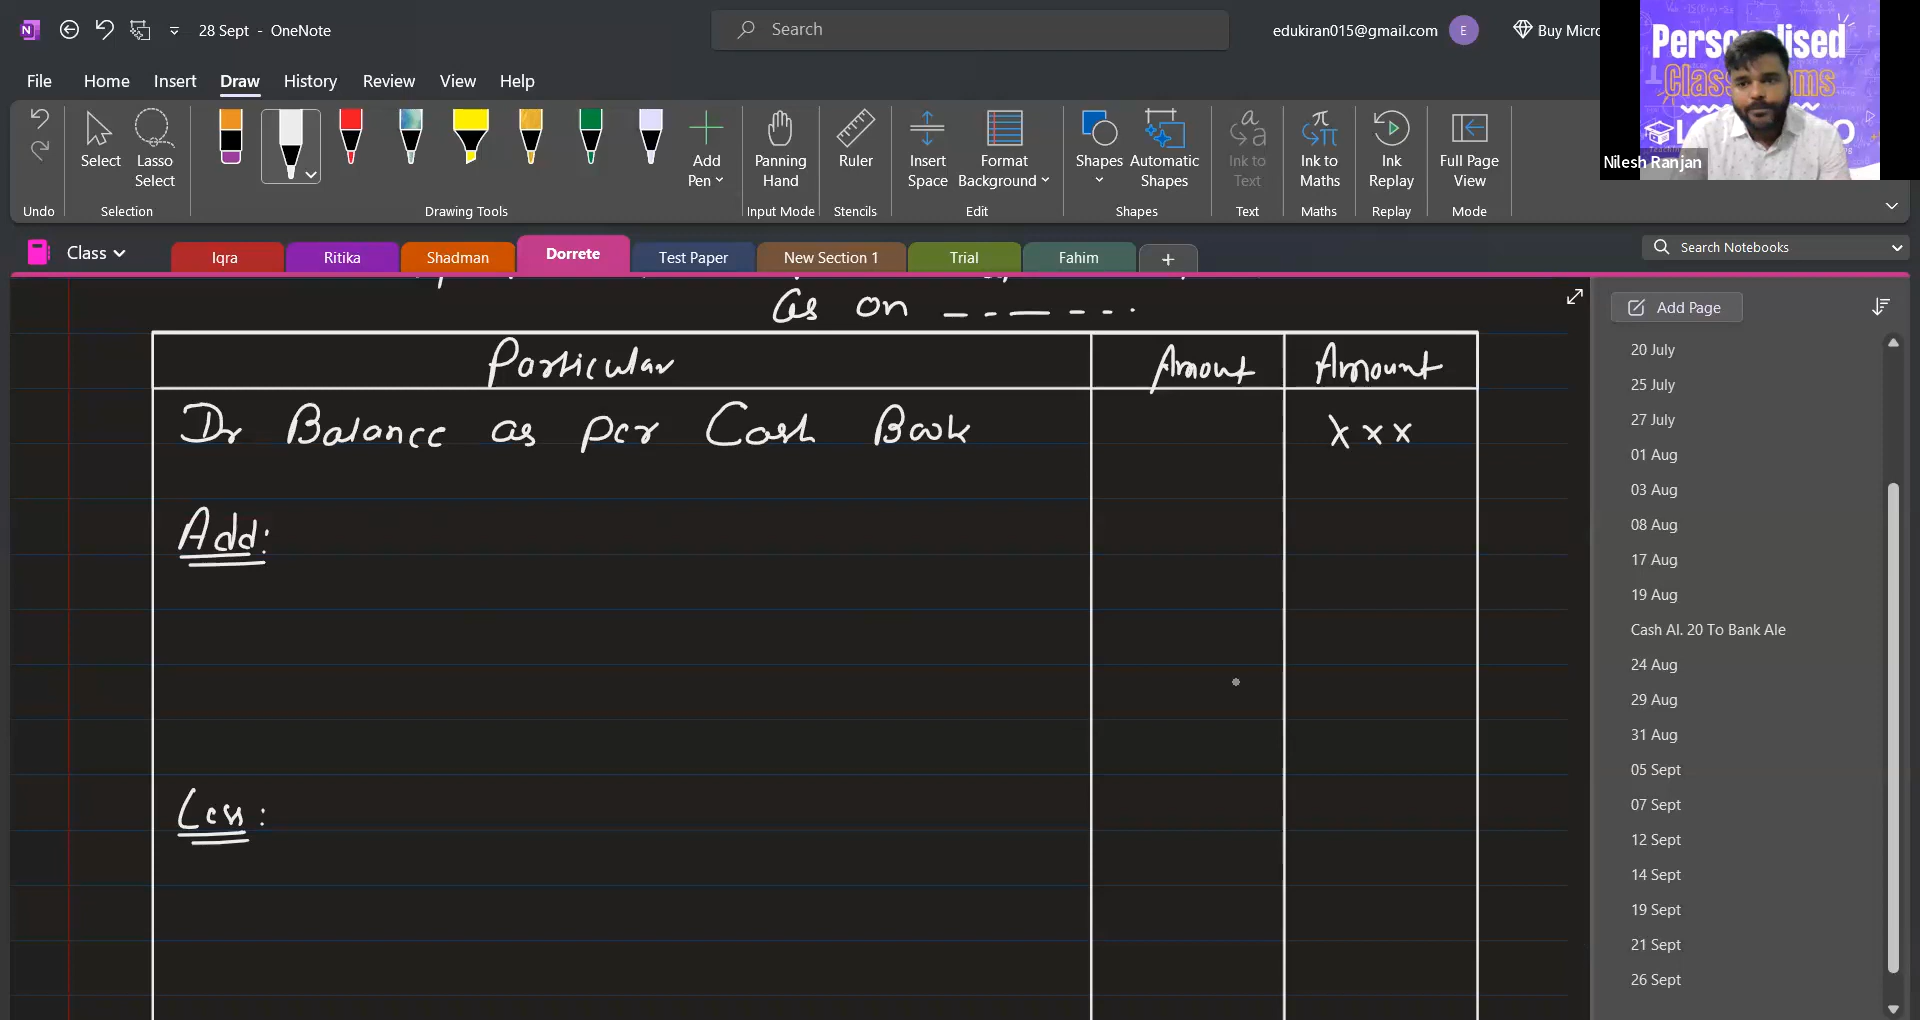 28 Sept - OneNote
Search
edukiran015@gmail.com
E
Buy Micro
File
Home
Insert
Draw
History
Review
View
Help
Select
Lasso Select
Add Pen
Panning Hand
Ruler
Insert Space
Format Background
Shapes
Automatic Shapes
Ink to Text
Ink to Maths
Ink Replay
Full Page View
Undo
Selection
Drawing Tools
Input Mode
Stencils
Edit
Shapes
Text
Maths
Replay
Mode
Personalised
Nilesh Ranjan
Class
Iqra
Ritika
Shadman
Dorrete
Test Paper
New Section 1
Trial
Fahim
+
Search Notebooks
As on -------.
Particular
Amount
Amount
Dr Balance as per Cash Book
xxx
Add:
Less:
Add Page
20 July
25 July
27 July
01 Aug
03 Aug
08 Aug
17 Aug
19 Aug
Cash Al. 20 To Bank Ale
24 Aug
29 Aug
31 Aug
05 Sept
07 Sept
12 Sept
14 Sept
19 Sept
21 Sept
26 Sept